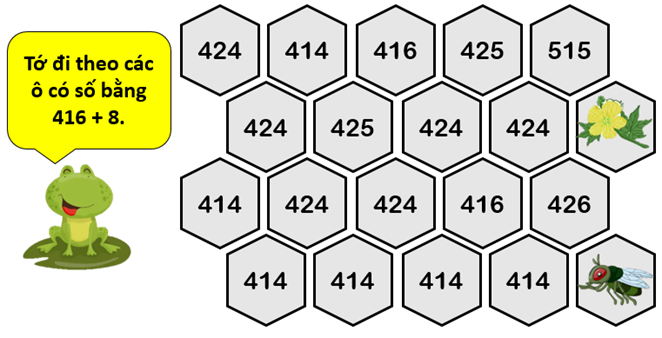 Tớ đi theo các
ô có số bằng
416 + 8.
424 414 416 425 515
424 425 424 424
414 424 424 416 426
414 414 414 414